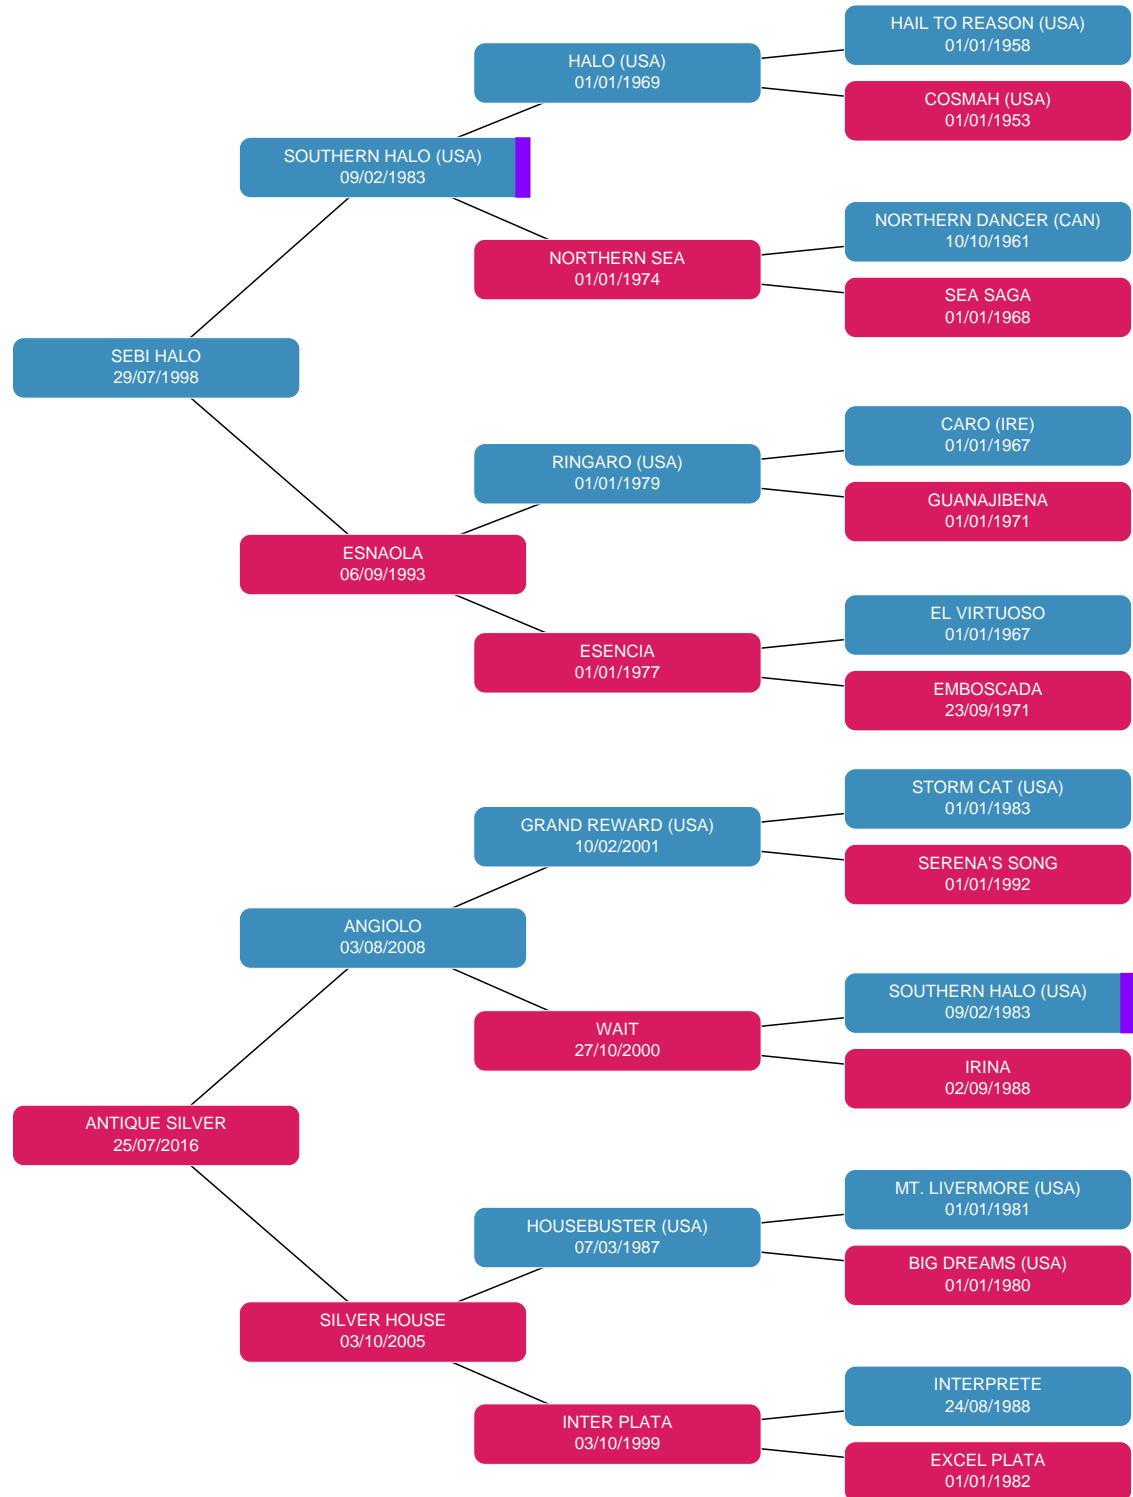 HAIL TO REASON (USA)
01/01/1958
HALO (USA)
01/01/1969
COSMAH (USA)
01/01/1953
SOUTHERN HALO (USA)
09/02/1983
NORTHERN DANCER (CAN)
10/10/1961
NORTHERN SEA
01/01/1974
SEA SAGA
01/01/1968
SEBI HALO
29/07/1998
CARO (IRE)
01/01/1967
RINGARO (USA)
01/01/1979
GUANAJIBENA
01/01/1971
ESNAOLA
06/09/1993
EL VIRTUOSO
01/01/1967
ESENCIA
01/01/1977
EMBOSCADA
23/09/1971
STORM CAT (USA)
01/01/1983
GRAND REWARD (USA)
10/02/2001
SERENA'S SONG
01/01/1992
ANGIOLO
03/08/2008
SOUTHERN HALO (USA)
09/02/1983
WAIT
27/10/2000
IRINA
02/09/1988
ANTIQUE SILVER
25/07/2016
MT. LIVERMORE (USA)
01/01/1981
HOUSEBUSTER (USA)
07/03/1987
BIG DREAMS (USA)
01/01/1980
SILVER HOUSE
03/10/2005
INTERPRETE
24/08/1988
INTER PLATA
03/10/1999
EXCEL PLATA
01/01/1982